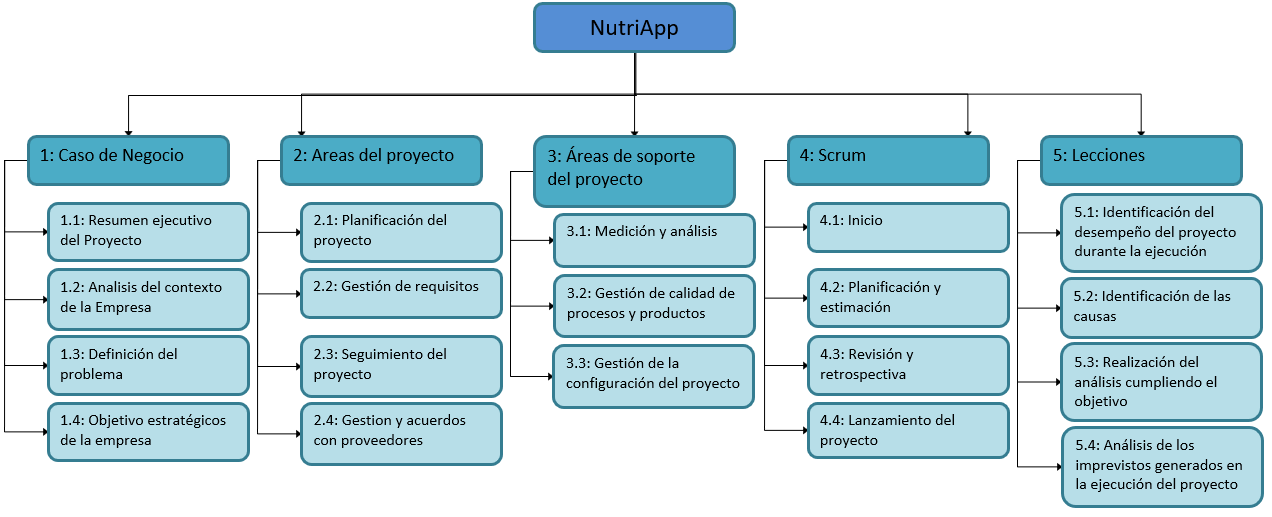 NutriApp
1: Caso de Negocio
1.1: Resumen ejecutivo
del Proyecto
1.2: Analisis del contexto
de la Empresa
1.3: Definición del
problema
1.4: Objetivo estratégicos
de la empresa
2: Areas del proyecto
2.1: Planificación del
proyecto
2.2: Gestión de requisitos
2.3: Seguimiento del
proyecto
2.4: Gestion y acuerdos
con proveedores
3: Áreas de soporte
del proyecto
3.1: Medición y análisis
3.2: Gestión de calidad de
procesos y productos
3.3: Gestión de la
configuración del proyecto
4: Scrum
4.1: Inicio
4.2: Planificación y
estimación
4.3: Revisión y
retrospectiva
4.4: Lanzamiento del
proyecto
5: Lecciones
5.1: Identificación del
desempeño del proyecto
durante la ejecución
5.2: Identificación de las
causas
5.3: Realización del
análisis cumpliendo el
objetivo
5.4: Análisis de los
imprevistos generados en
la ejecución del proyecto